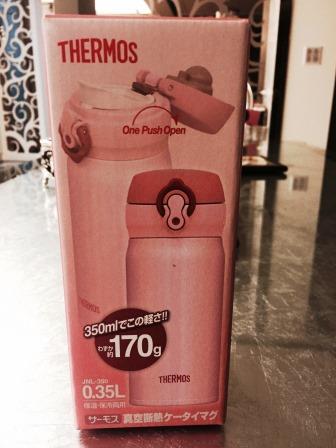 THERMOS
One Push Open
350mlでこの軽さ!!
わずか約170g
THERMOS
JNL-350
0.35L
保温・保冷両用
サーモス 真空断熱ケータイマグ